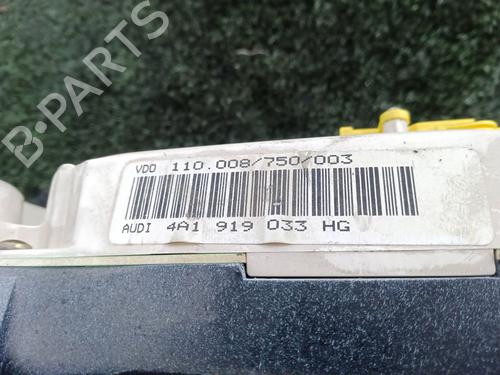 VDO 110.008/750/003
AUDI 4A1 919 033 HG
B-PARTS